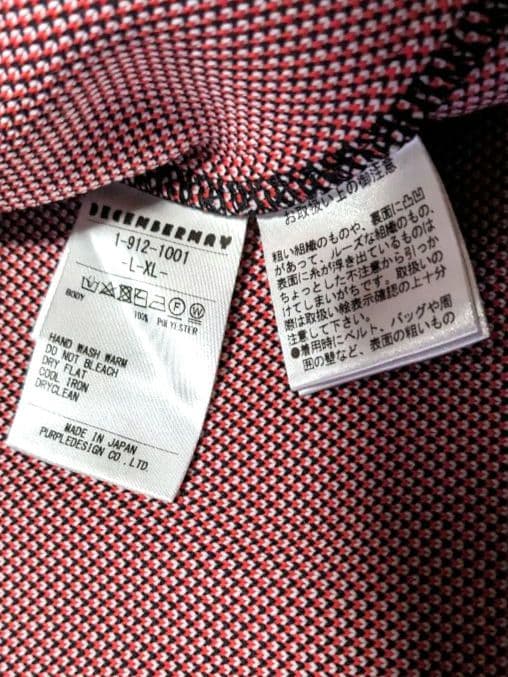 DECEMBERMAY
1-912-1001
-L-XL-
BODY
POLYESTER
HAND WASH WARM
DO NOT BLEACH
DRY FLAT
COOL IRON
DRYCLEAN
MADE IN JAPAN
PURPLEDESIGN CO.,LTD.
お取扱い上の御注意
粗い組織のものや、裏面に凸凹
があって、ルーズな組織のもの、
表面に糸が浮き出ているものは
ちょっとした不注意から引っか
けてしまいがちです。取扱いの
際は取扱い絵表示確認の上十分
注意して下さい。
●着用時にベルト、バッグや周
囲の壁など、表面の粗いもの